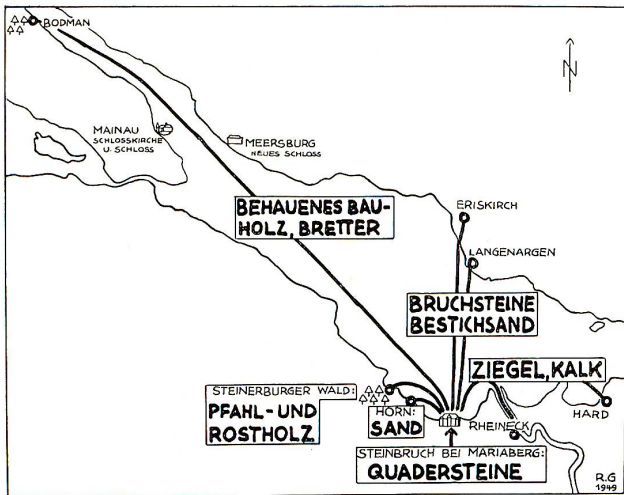 BODMAN
N
MAINAU
SCHLOSSKIRCHE
U. SCHLOSS
MEERSBURG
NEUES SCHLOSS
BEHAUENES BAU-
HOLZ, BRETTER
ERISKIRCH
LANGENARGEN
BRUCHSTEINE
BESTICHSAND
ZIEGEL, KALK
STEINERBURGER WALD:
PFAHL- UND
ROSTHOLZ
HORN:
SAND
RHEINECK
HARD
STEINBRUCH BEI MARIABERG:
QUADERSTEINE
R.G
1949